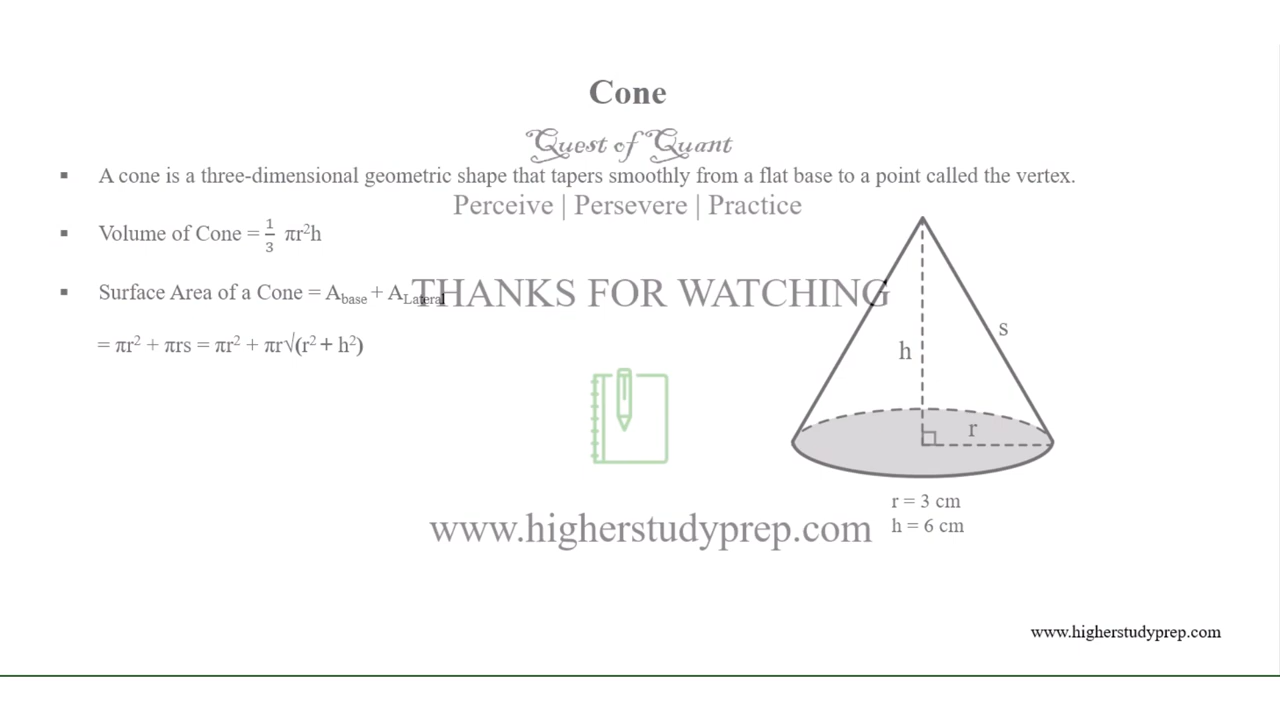 Cone
Quest of Quant
▪ A cone is a three-dimensional geometric shape that tapers smoothly from a flat base to a point called the vertex.
Perceive | Persevere | Practice
▪ Volume of Cone = 1/3 πr²h
▪ Surface Area of a Cone = A_base + A_Lateral
THANKS FOR WATCHING
= πr² + πrs = πr² + πr√(r² + h²)
s
h
r
r = 3 cm
h = 6 cm
www.higherstudyprep.com
www.higherstudyprep.com